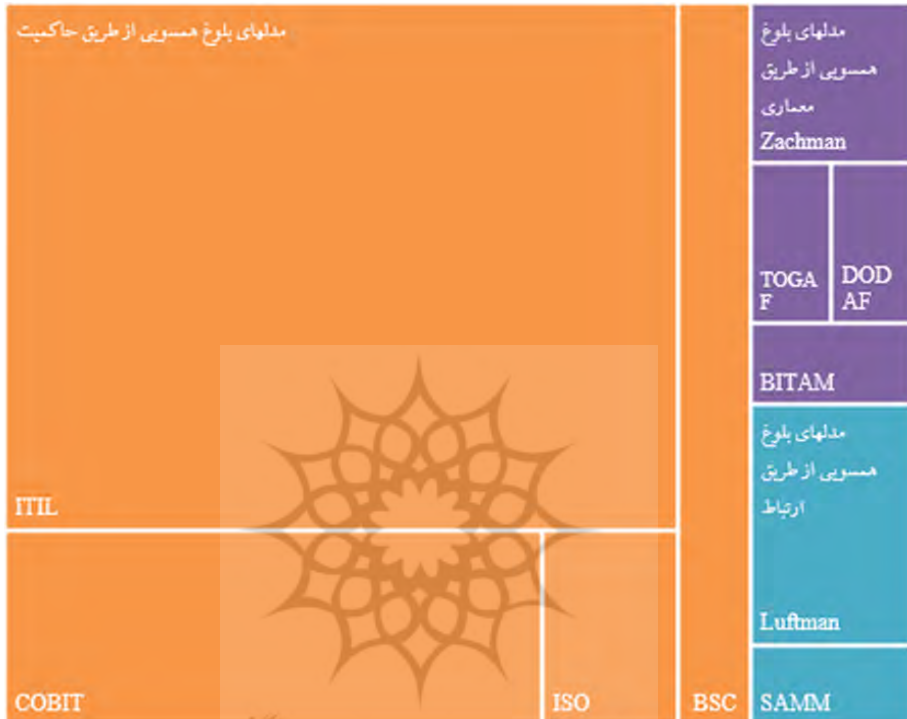 مدلهای بلوغ همسویی از طریق حاکمیت
ITIL
COBIT
ISO
BSC
مدلهای بلوغ
همسویی از طریق
معماری
Zachman
TOGA
F
DOD
AF
BITAM
مدلهای بلوغ
همسویی از طریق
ارتباط
Luftman
SAMM